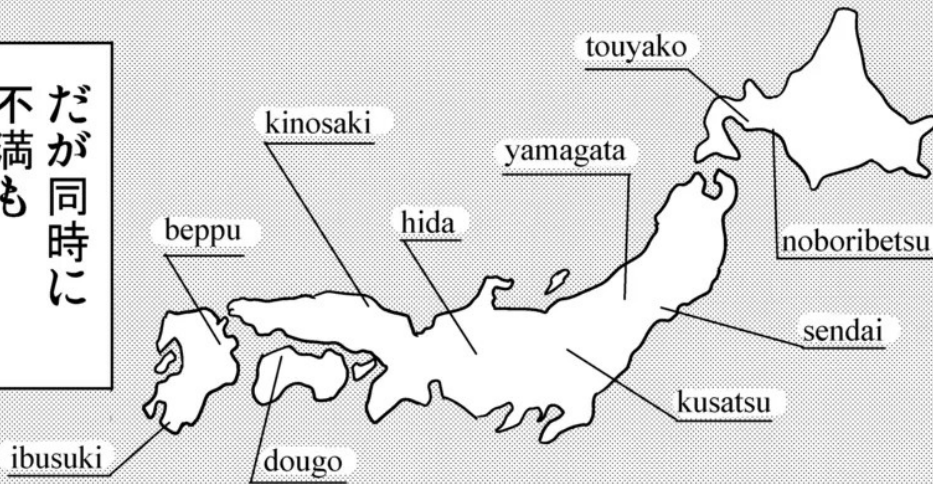 だが同時に
不満も
touyako
kinosaki
yamagata
beppu
hida
noboribetsu
sendai
kusatsu
ibusuki
dougo